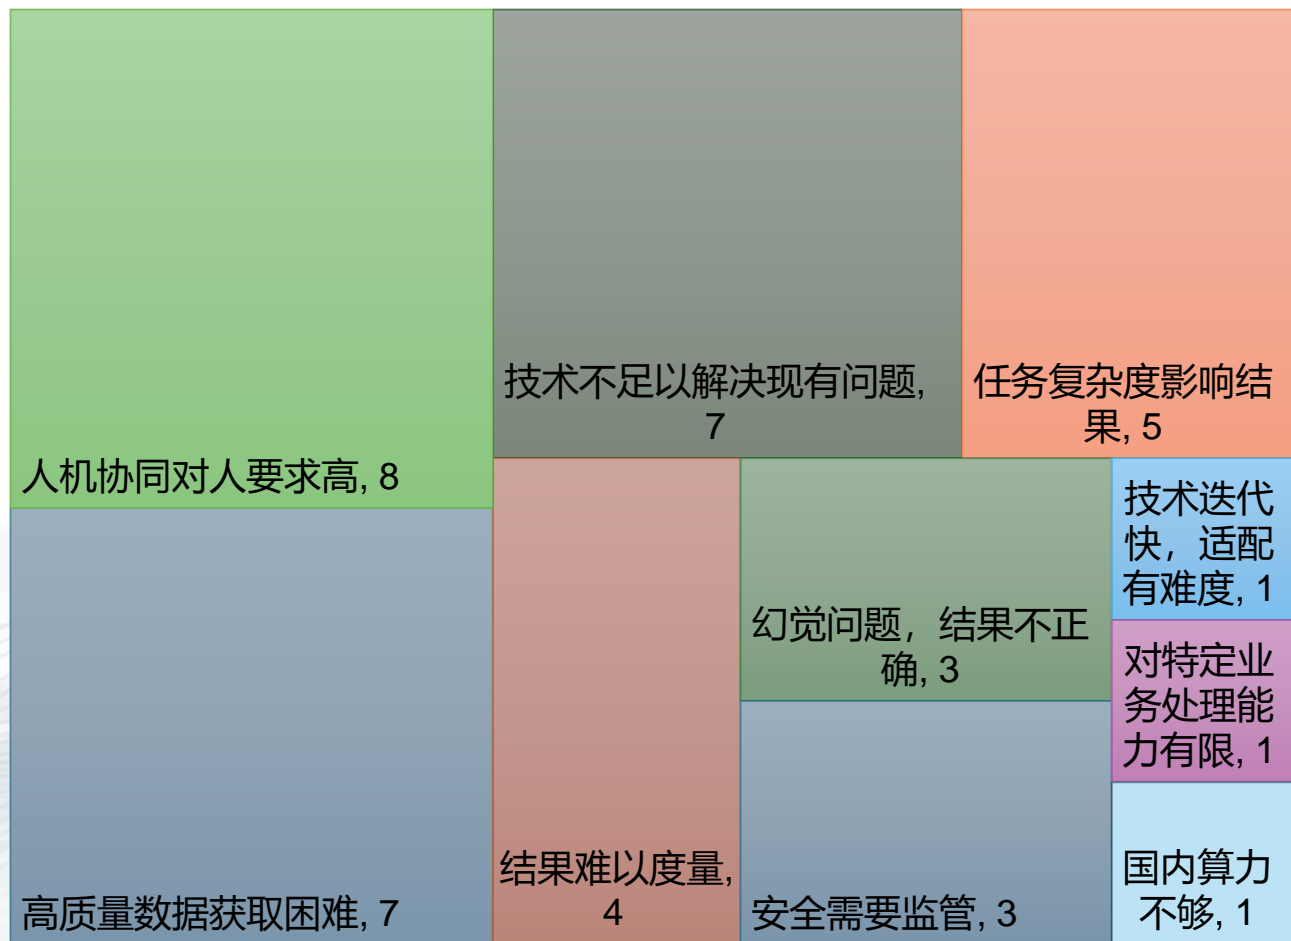 人机协同对人要求高, 8
高质量数据获取困难, 7
技术不足以解决现有问题,
7
任务复杂度影响结
果, 5
结果难以度量,
4
幻觉问题，结果不正
确, 3
安全需要监管, 3
技术迭代
快，适配
有难度, 1
对特定业
务处理能
力有限, 1
国内算力
不够, 1